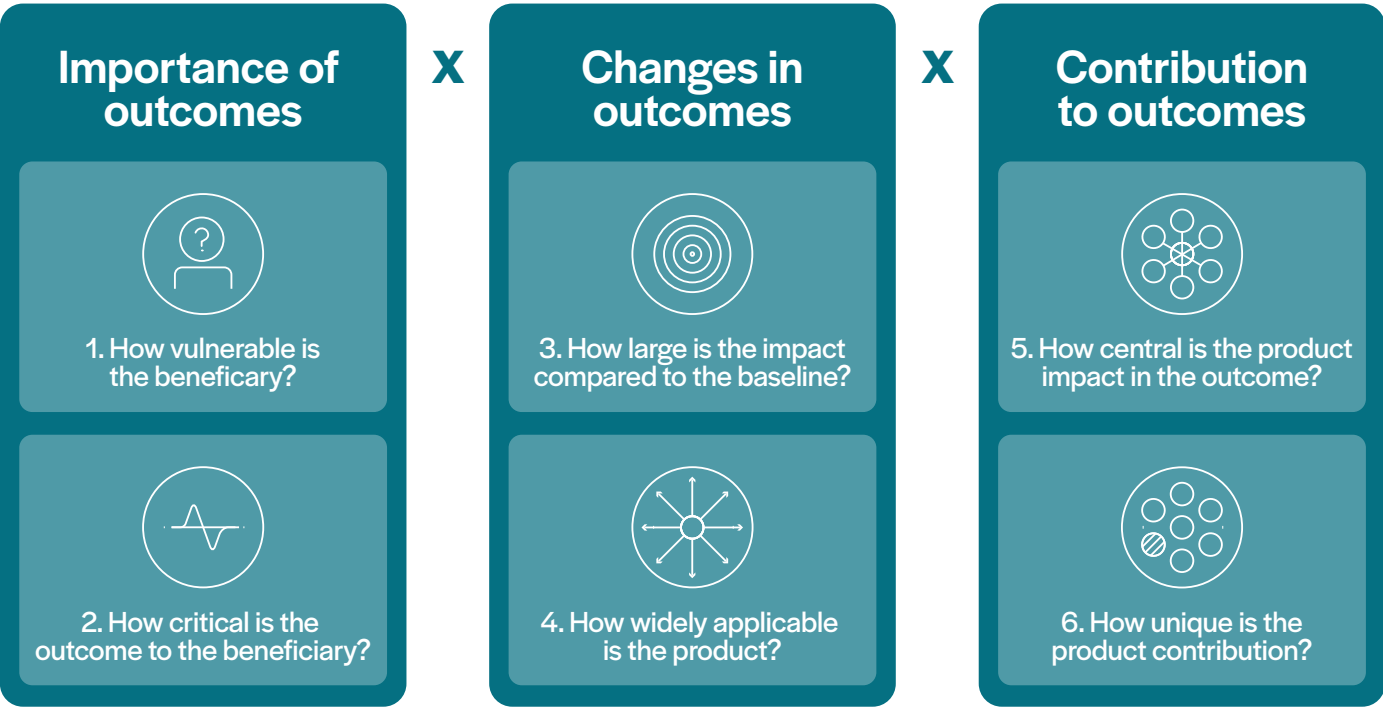 Importance of
outcomes
X
Changes in
outcomes
X
Contribution
to outcomes
?
1. How vulnerable is
the beneficary?
3. How large is the impact
compared to the baseline?
5. How central is the product
impact in the outcome?
2. How critical is the
outcome to the beneficiary?
4. How widely applicable
is the product?
6. How unique is the
product contribution?